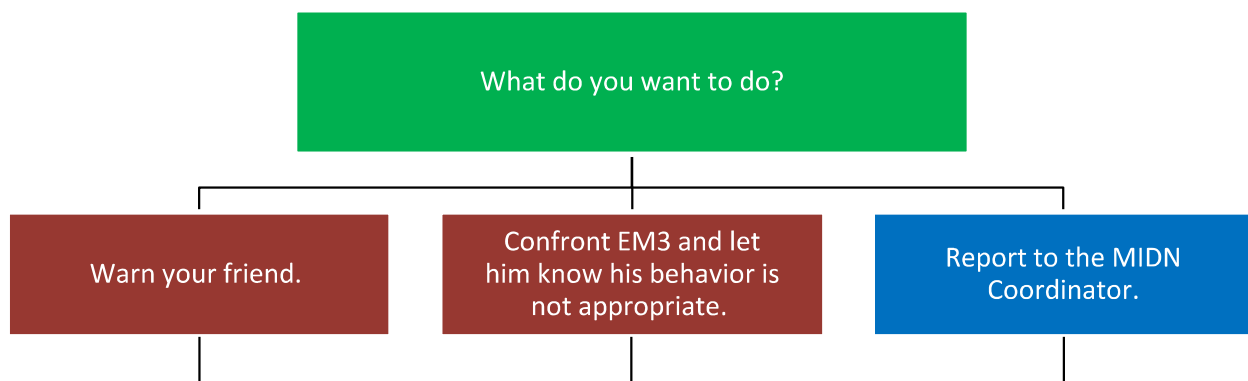 What do you want to do?
Warn your friend.
Confront EM3 and let
him know his behavior is
not appropriate.
Report to the MIDN
Coordinator.